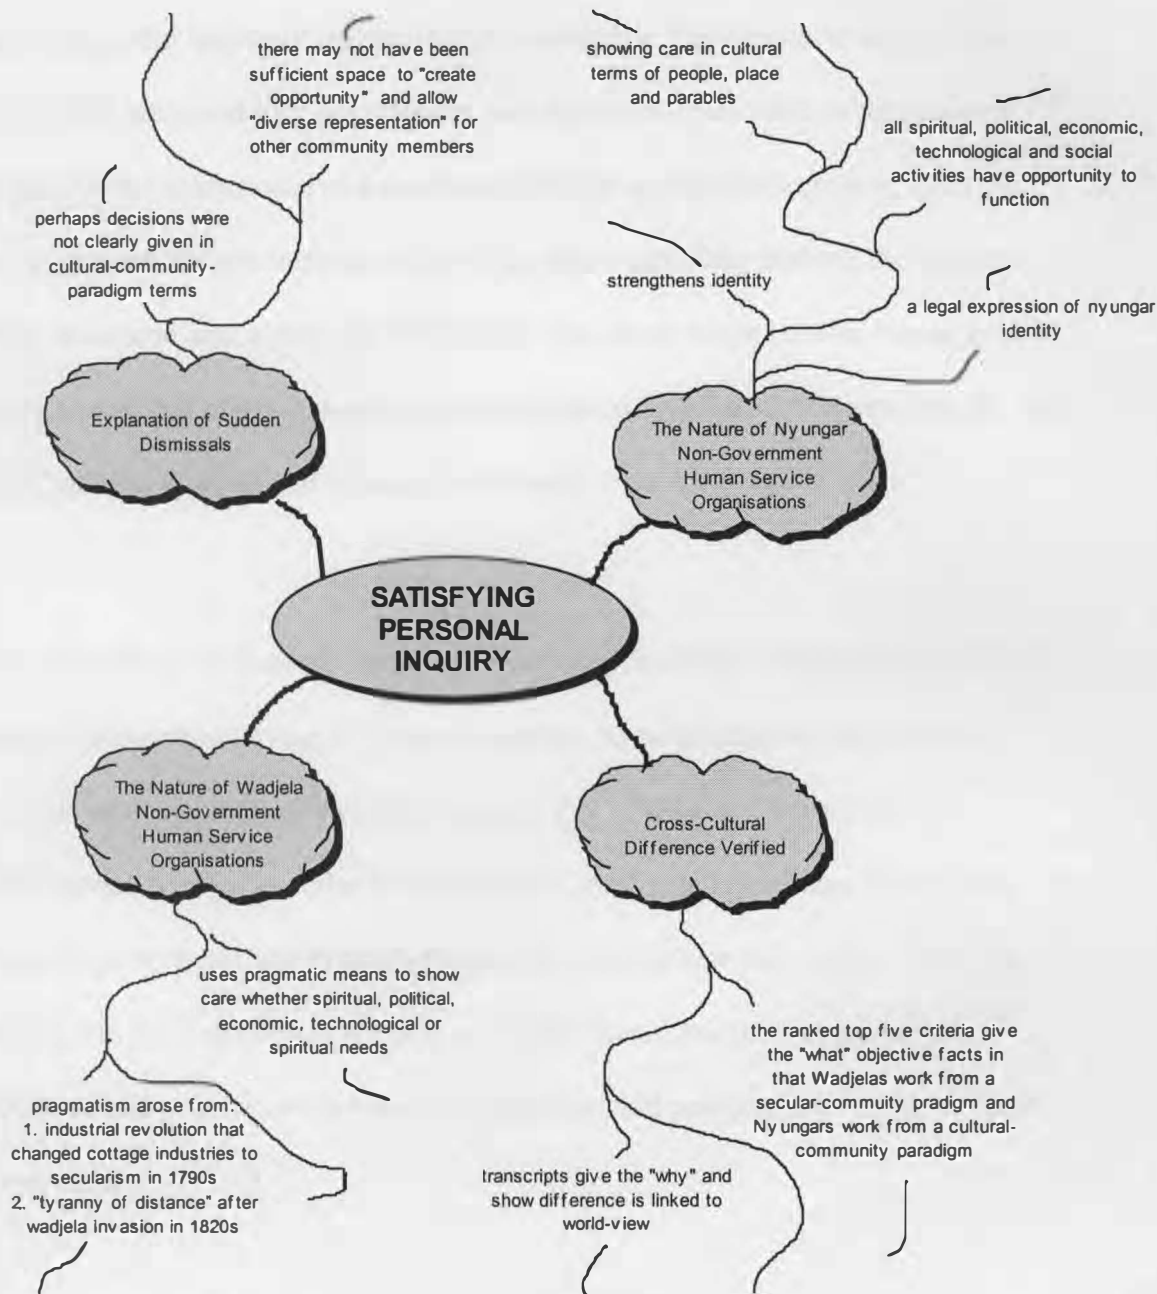 there may not have been
sufficient space to "create
opportunity" and allow
"diverse representation" for
other community members
showing care in cultural
terms of people, place
and parables
all spiritual, political, economic,
technological and social
activities have opportunity to
function
perhaps decisions were
not clearly given in
cultural-community-
paradigm terms
strengthens identity
a legal expression of nyungar
identity
Explanation of Sudden
Dismissals
The Nature of Nyungar
Non-Government
Human Service
Organisations
SATISFYING
PERSONAL
INQUIRY
The Nature of Wadjela
Non-Government
Human Service
Organisations
Cross-Cultural
Difference Verified
uses pragmatic means to show
care whether spiritual, political,
economic, technological or
spiritual needs
pragmatism arose from:
1. industrial revolution that
changed cottage industries to
secularism in 1790s
2. "tyranny of distance" after
wadjela invasion in 1820s
the ranked top five criteria give
the "what" objective facts in
that Wadjelas work from a
secular-commuity pradigm and
Nyungars work from a cultural-
community paradigm
transcripts give the "why" and
show difference is linked to
world-view